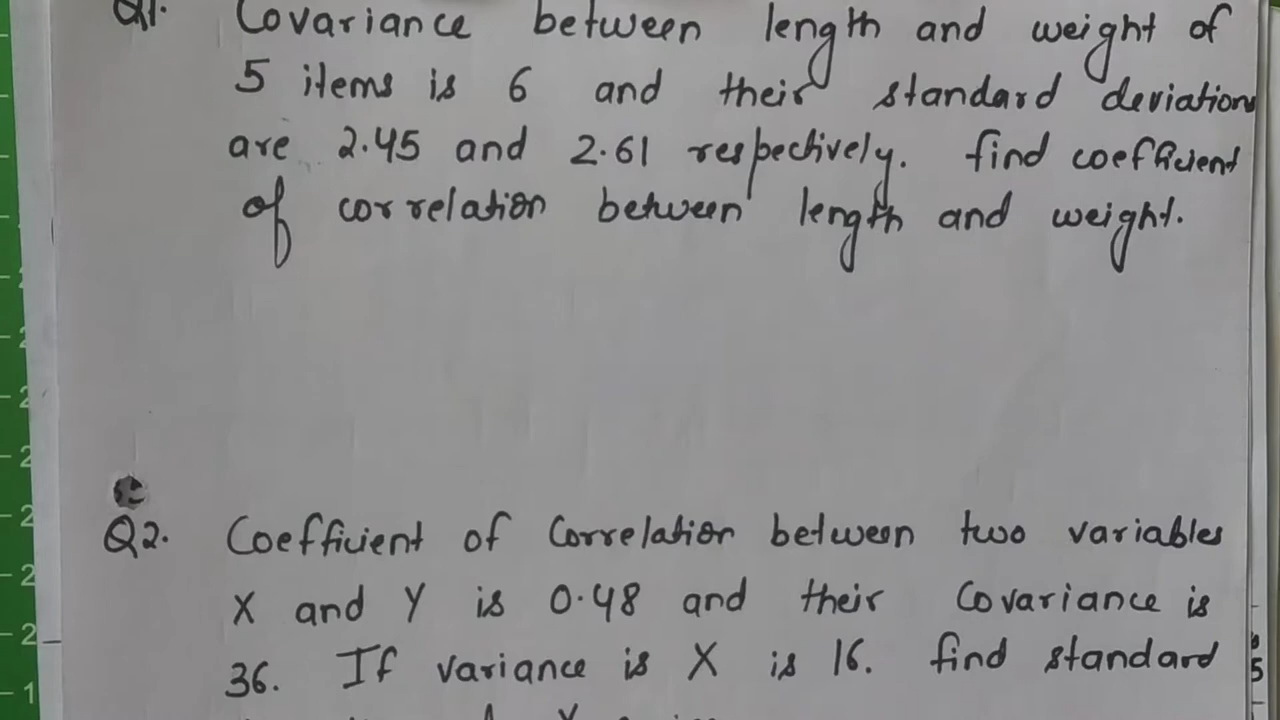 Q1. Covariance between length and weight of
5 items is 6 and their standard deviation
are 2.45 and 2.61 respectively. find coefficient
of correlation between length and weight.
Q2. Coefficient of Correlation between two variables
X and Y is 0.48 and their Covariance is
36. If variance is X is 16. find standard